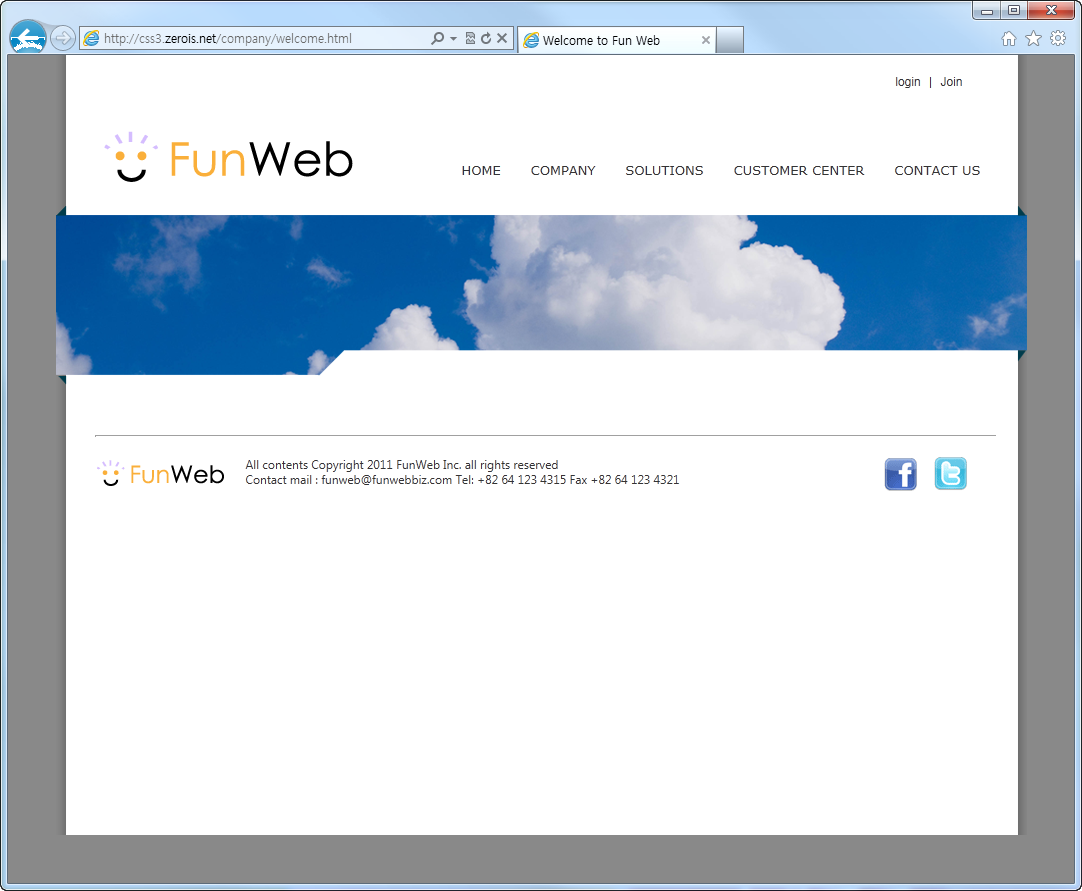 http://css3.zerois.net/company/welcome.html
Welcome to Fun Web
login | Join
FunWeb
HOME COMPANY SOLUTIONS CUSTOMER CENTER CONTACT US
FunWeb
All contents Copyright 2011 FunWeb Inc. all rights reserved
Contact mail : funweb@funwebbiz.com Tel: +82 64 123 4315 Fax +82 64 123 4321